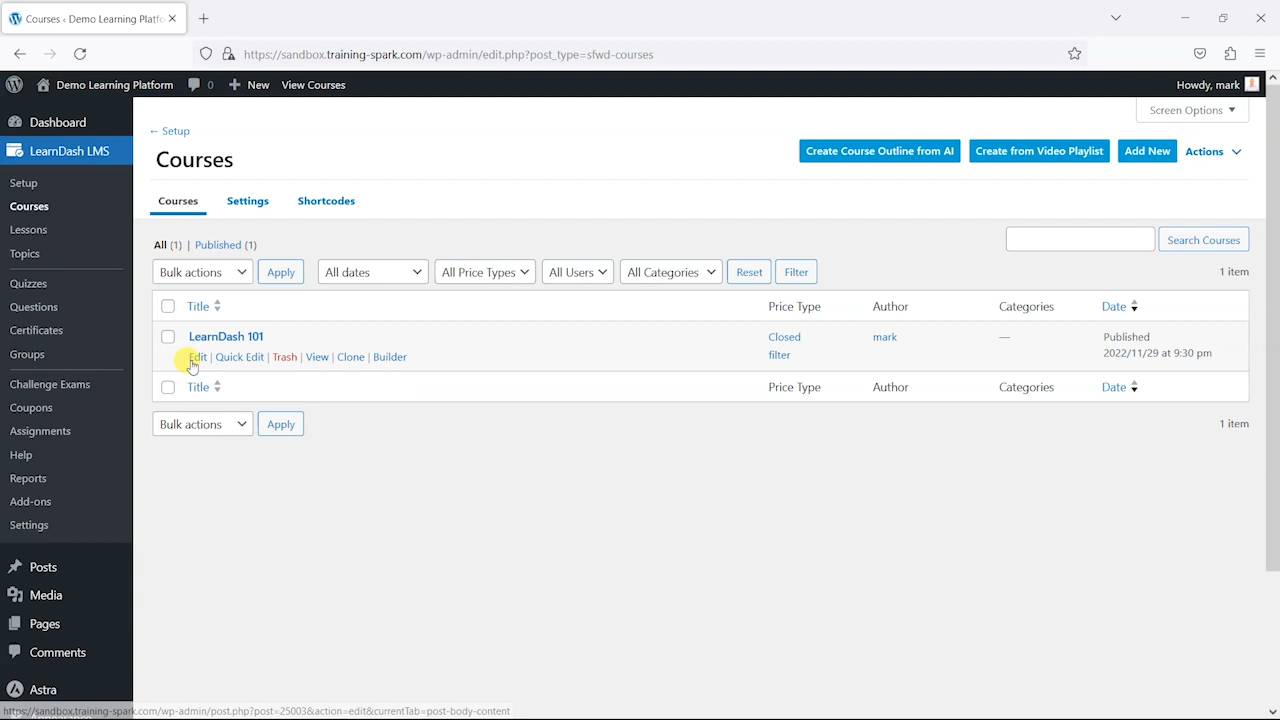 Courses ‹ Demo Learning Platfo
https://sandbox.training-spark.com/wp-admin/edit.php?post_type=sfwd-courses
Demo Learning Platform 0 New View Courses Howdy, mark
Screen Options
Dashboard
LearnDash LMS
Setup
Courses
Lessons
Topics
Quizzes
Questions
Certificates
Groups
Challenge Exams
Coupons
Assignments
Help
Reports
Add-ons
Settings
Posts
Media
Pages
Comments
Astra
← Setup
Courses
Create Course Outline from AI Create from Video Playlist Add New Actions
Courses Settings Shortcodes
All (1) | Published (1)
Search Courses
Bulk actions Apply All dates All Price Types All Users All Categories Reset Filter 1 item
Title Price Type Author Categories Date
LearnDash 101 Closed mark — Published
Edit | Quick Edit | Trash | View | Clone | Builder filter 2022/11/29 at 9:30 pm
Title Price Type Author Categories Date
Bulk actions Apply 1 item
https://sandbox.training-spark.com/wp-admin/post.php?post=25003&action=edit&currentTab=post-body-content